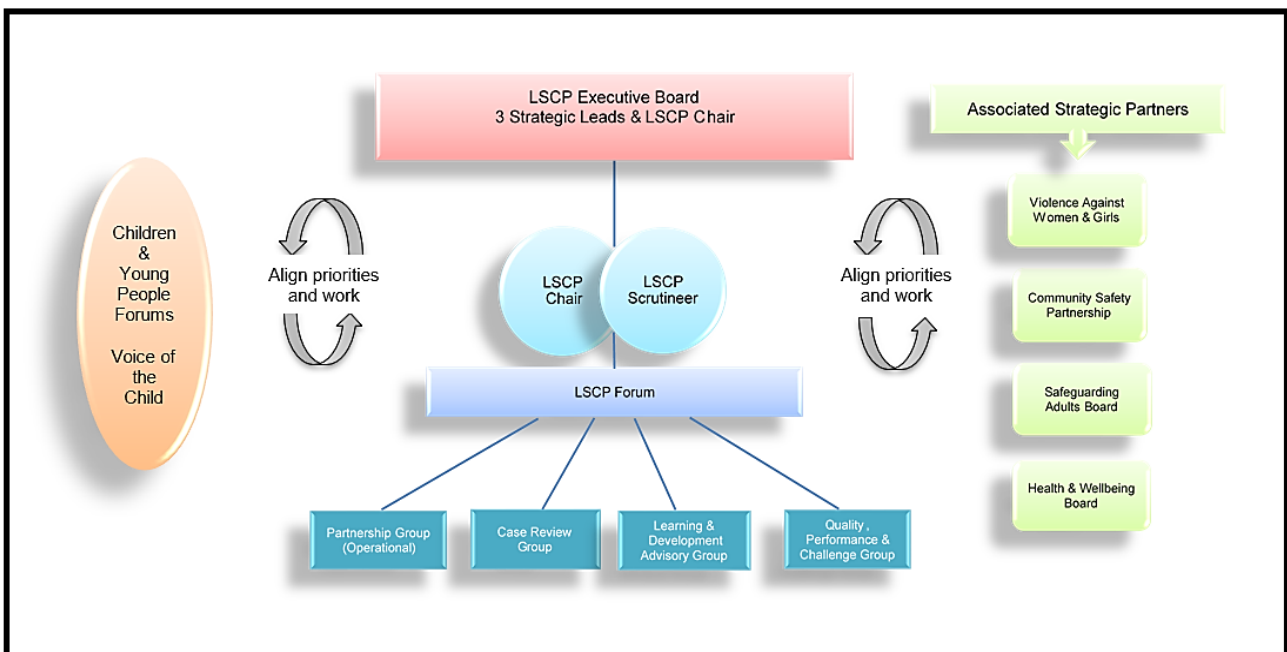 LSCP Executive Board
3 Strategic Leads & LSCP Chair
Associated Strategic Partners
Children
&
Young
People
Forums
Voice of
the
Child
Align priorities
and work
LSCP
Chair
LSCP
Scrutineer
Align priorities
and work
Violence Against
Women & Girls
Community Safety
Partnership
Safeguarding
Adults Board
Health & Wellbeing
Board
LSCP Forum
Partnership Group
(Operational)
Case Review
Group
Learning &
Development
Advisory Group
Quality ,
Performance &
Challenge Group